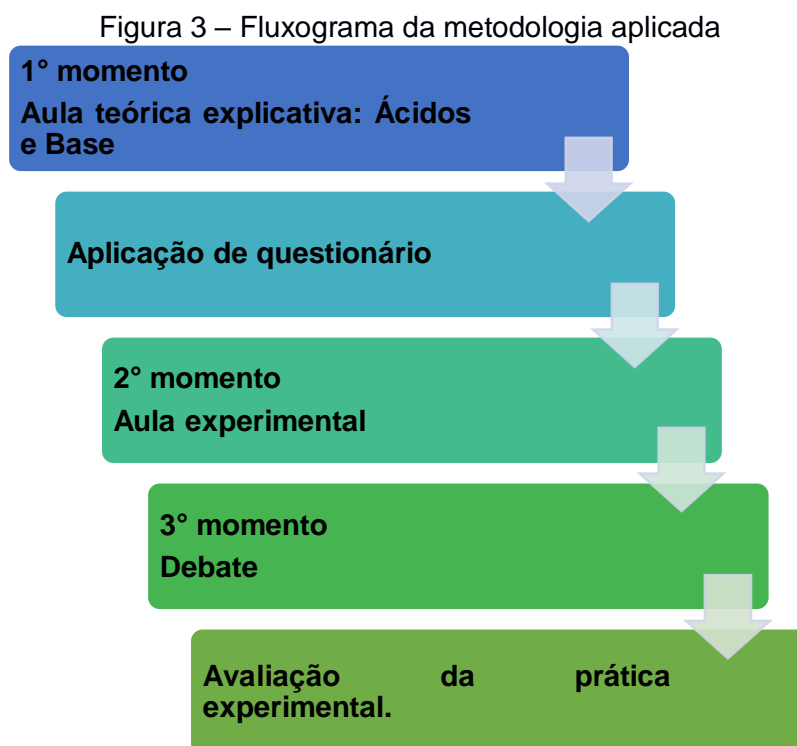 Figura 3 – Fluxograma da metodologia aplicada
1° momento
Aula teórica explicativa: Ácidos
e Base
Aplicação de questionário
2° momento
Aula experimental
3° momento
Debate
Avaliação da prática
experimental.